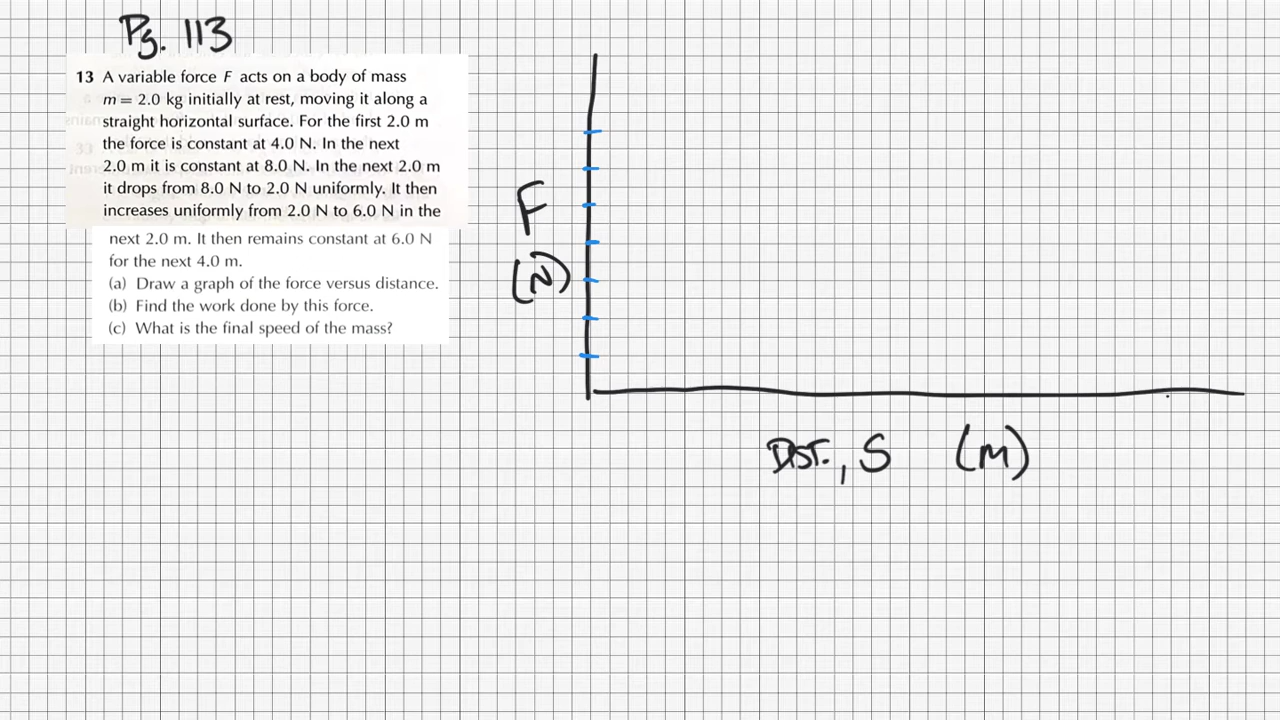 Pg. 113
13 A variable force F acts on a body of mass
m = 2.0 kg initially at rest, moving it along a
straight horizontal surface. For the first 2.0 m
the force is constant at 4.0 N. In the next
2.0 m it is constant at 8.0 N. In the next 2.0 m
it drops from 8.0 N to 2.0 N uniformly. It then
increases uniformly from 2.0 N to 6.0 N in the
next 2.0 m. It then remains constant at 6.0 N
for the next 4.0 m.
(a) Draw a graph of the force versus distance.
(b) Find the work done by this force.
(c) What is the final speed of the mass?
F
(N)
DIST., S (M)